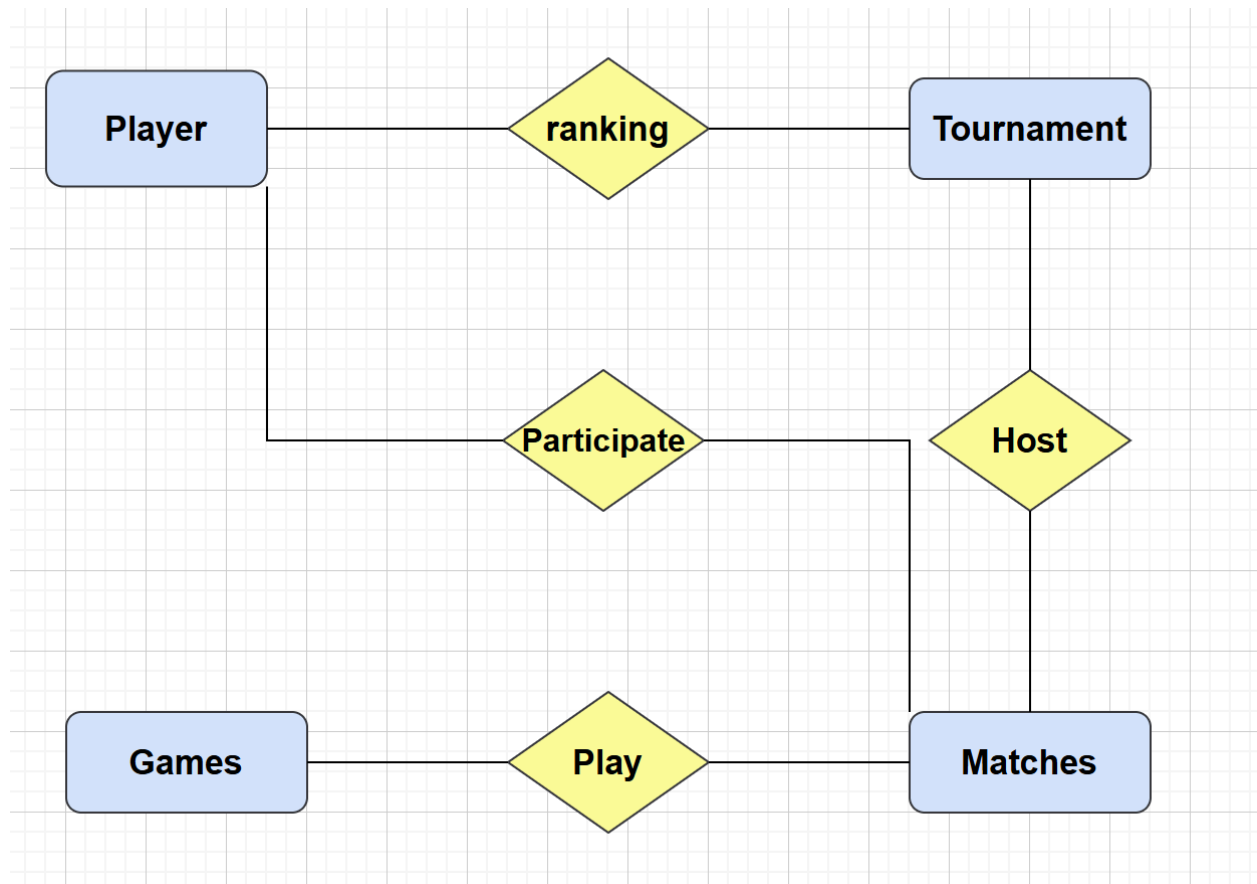 Player
ranking
Tournament
Participate
Host
Games
Play
Matches